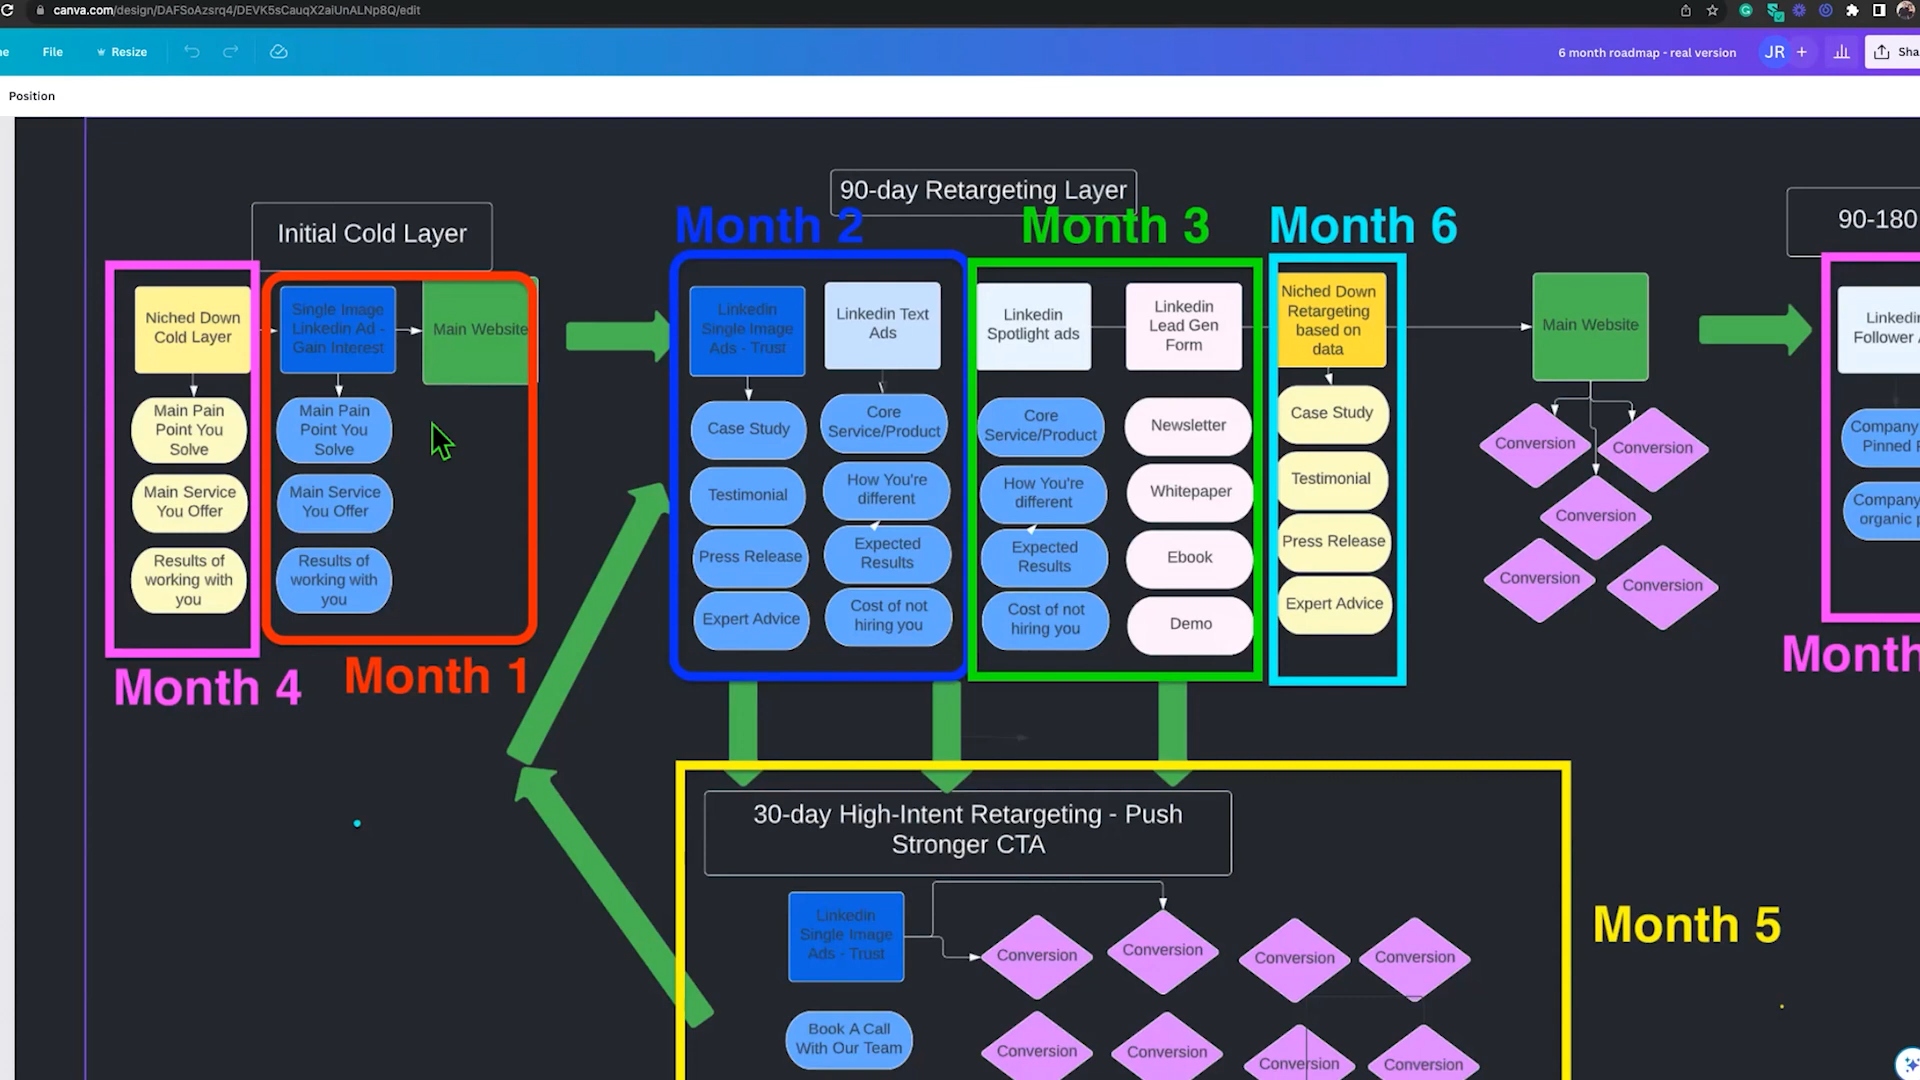 canva.com/design/DAFSoAzsrq4/DEVK5sCauqX2aiUnALNp8Q/edit
File
Resize
6 month roadmap - real version
JR
+
Sha
Position
90-day Retargeting Layer
Initial Cold Layer
90-180
Month 2
Month 3
Month 6
Niched Down
Cold Layer
Main Pain
Point You
Solve
Main Service
You Offer
Results of
working with
you
Month 4
Single Image
Linkedin Ad -
Gain Interest
Main Website
Main Pain
Point You
Solve
Main Service
You Offer
Results of
working with
you
Month 1
Linkedin
Single Image
Ads - Trust
Case Study
Testimonial
Press Release
Expert Advice
Linkedin Text
Ads
Core
Service/Product
How You're
different
Expected
Results
Cost of not
hiring you
Linkedin
Spotlight ads
Core
Service/Product
How You're
different
Expected
Results
Cost of not
hiring you
Linkedin
Lead Gen
Form
Newsletter
Whitepaper
Ebook
Demo
Niched Down
Retargeting
based on
data
Case Study
Testimonial
Press Release
Expert Advice
Main Website
Conversion
Conversion
Conversion
Conversion
Conversion
Linkedin
Follower
Company
Pinned
Company
organic
Month
30-day High-Intent Retargeting - Push
Stronger CTA
Linkedin
Single Image
Ads - Trust
Book A Call
With Our Team
Conversion
Conversion
Conversion
Conversion
Conversion
Conversion
Conversion
Conversion
Month 5